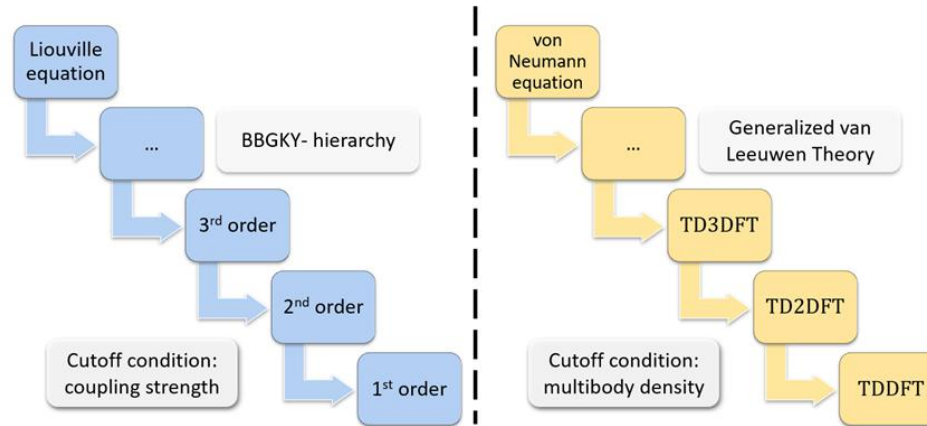 Liouville
equation
...
BBGKY- hierarchy
3rd order
2nd order
Cutoff condition:
coupling strength
1st order
von
Neumann
equation
...
Generalized van
Leeuwen Theory
TD3DFT
TD2DFT
Cutoff condition:
multibody density
TDDFT